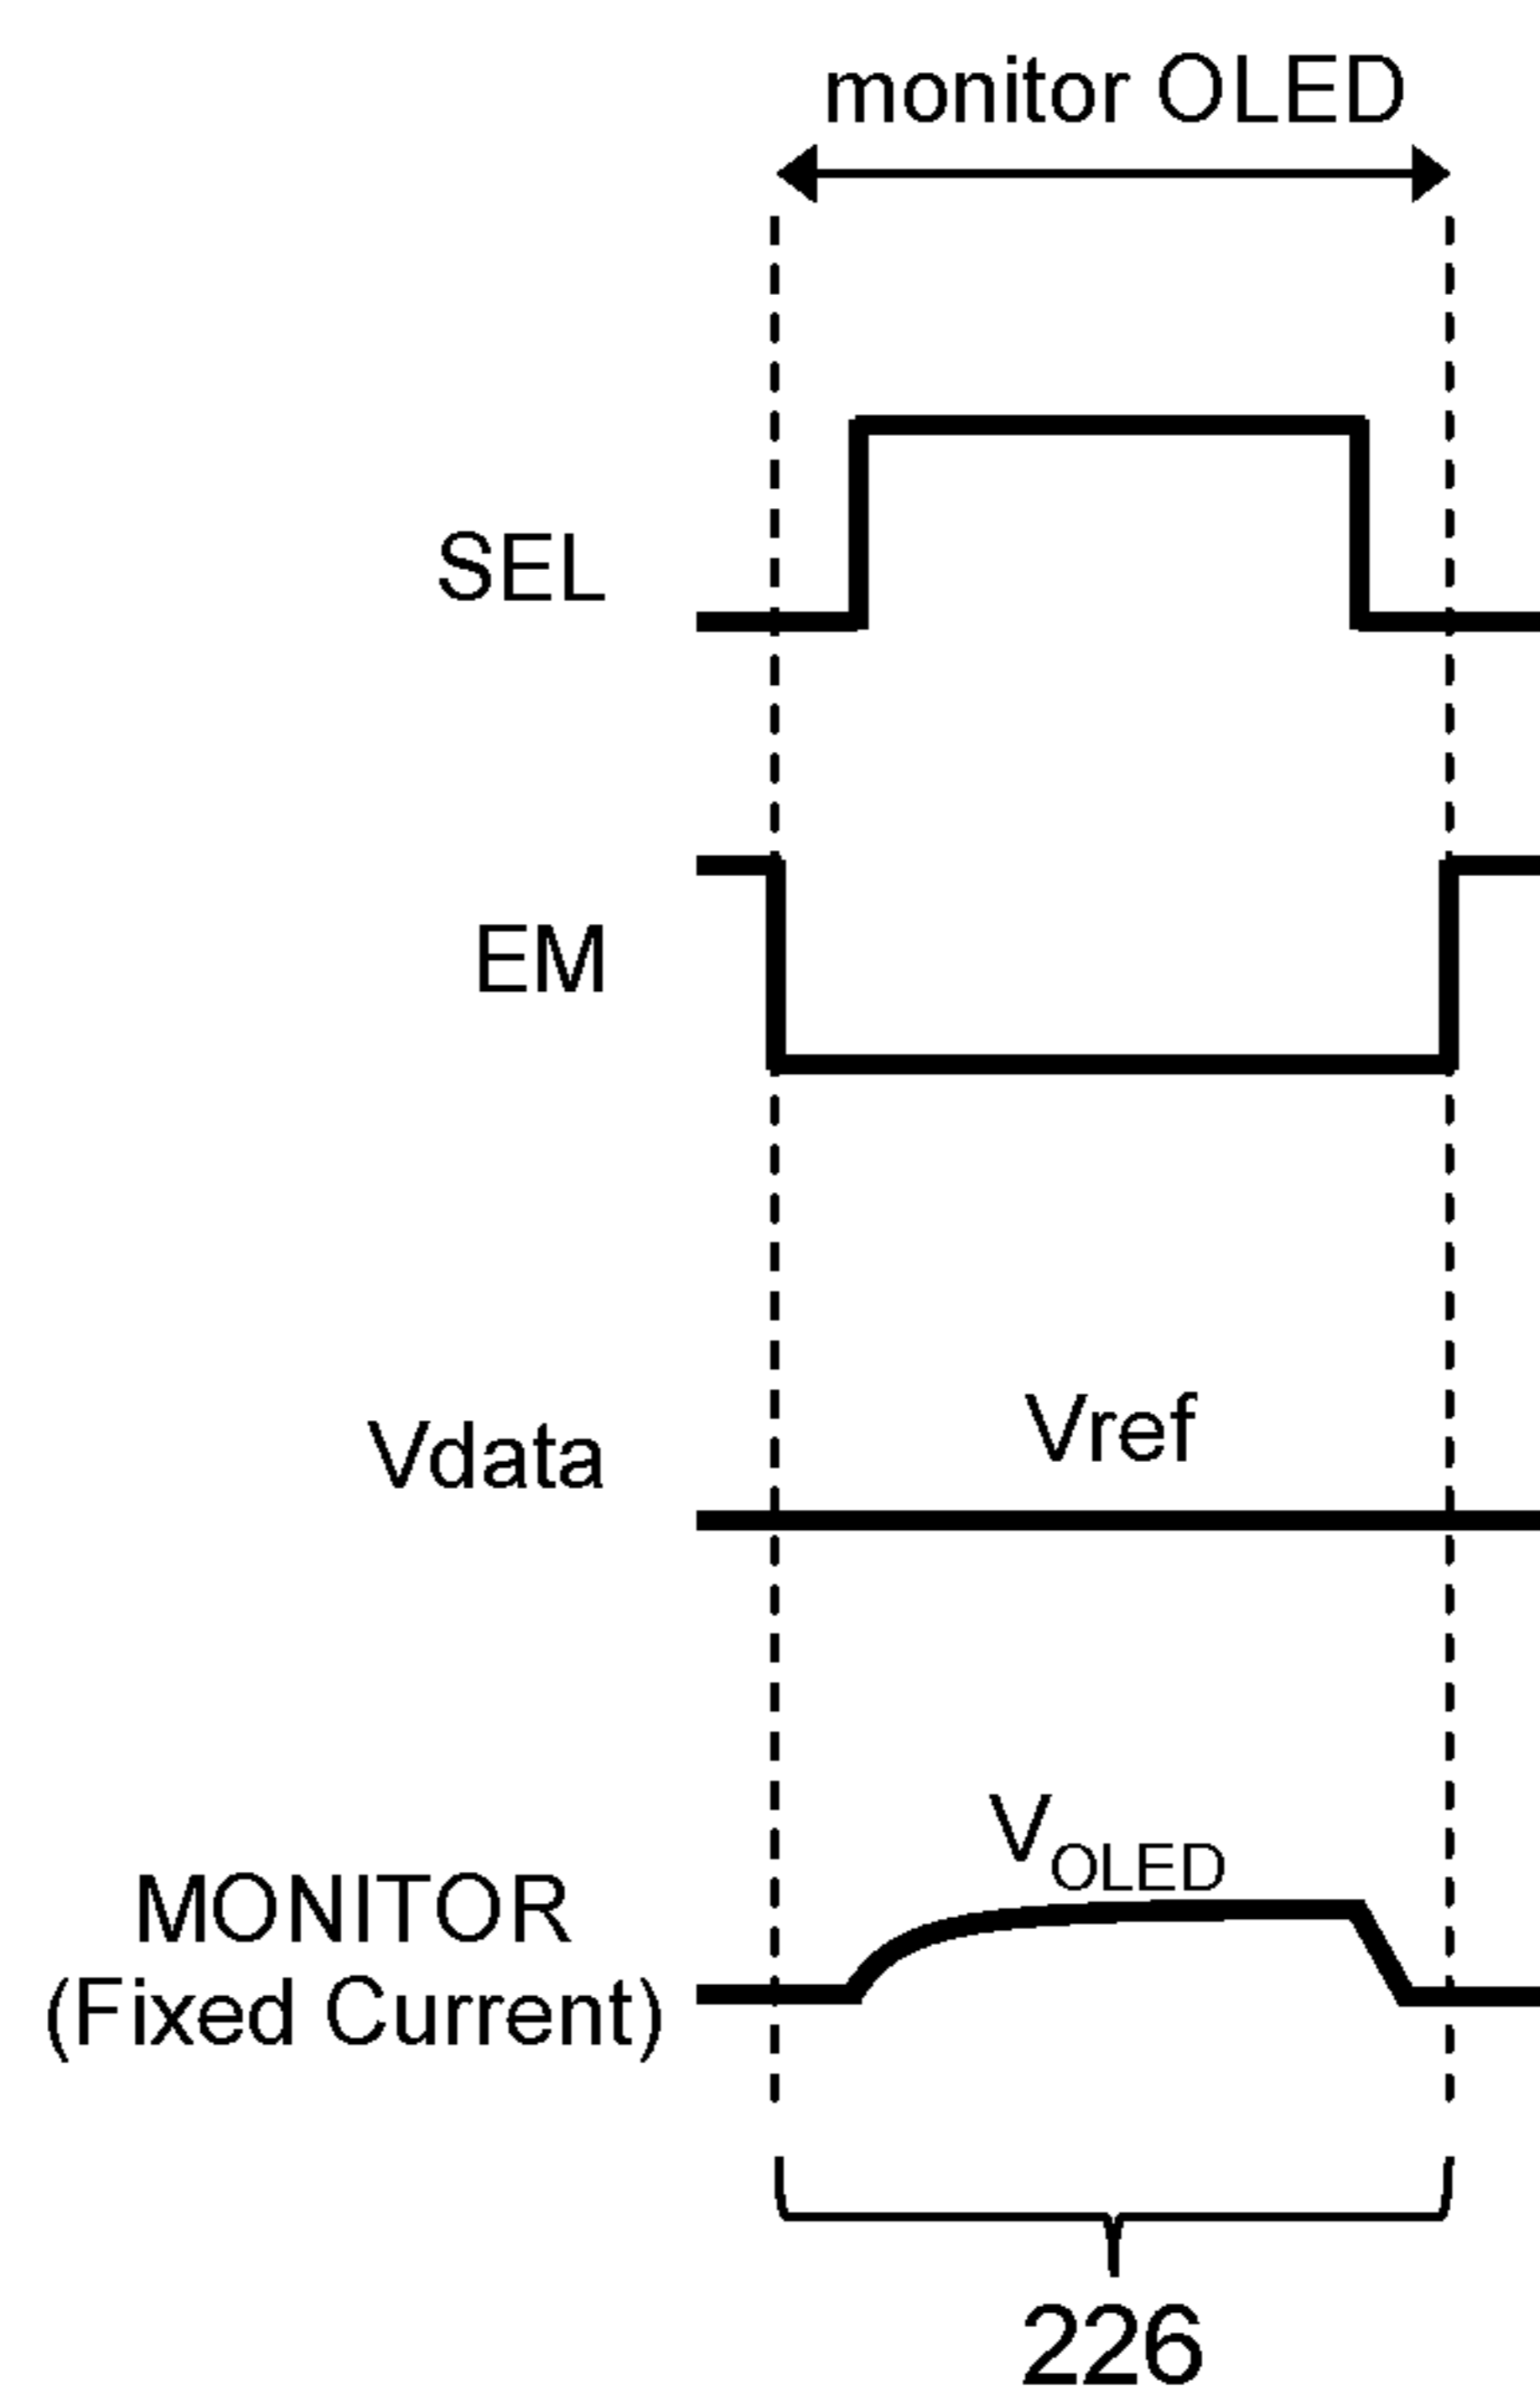 monitor OLED
SEL
EM
Vref
Vdata
VOLED
MONITOR
(Fixed Current)
226